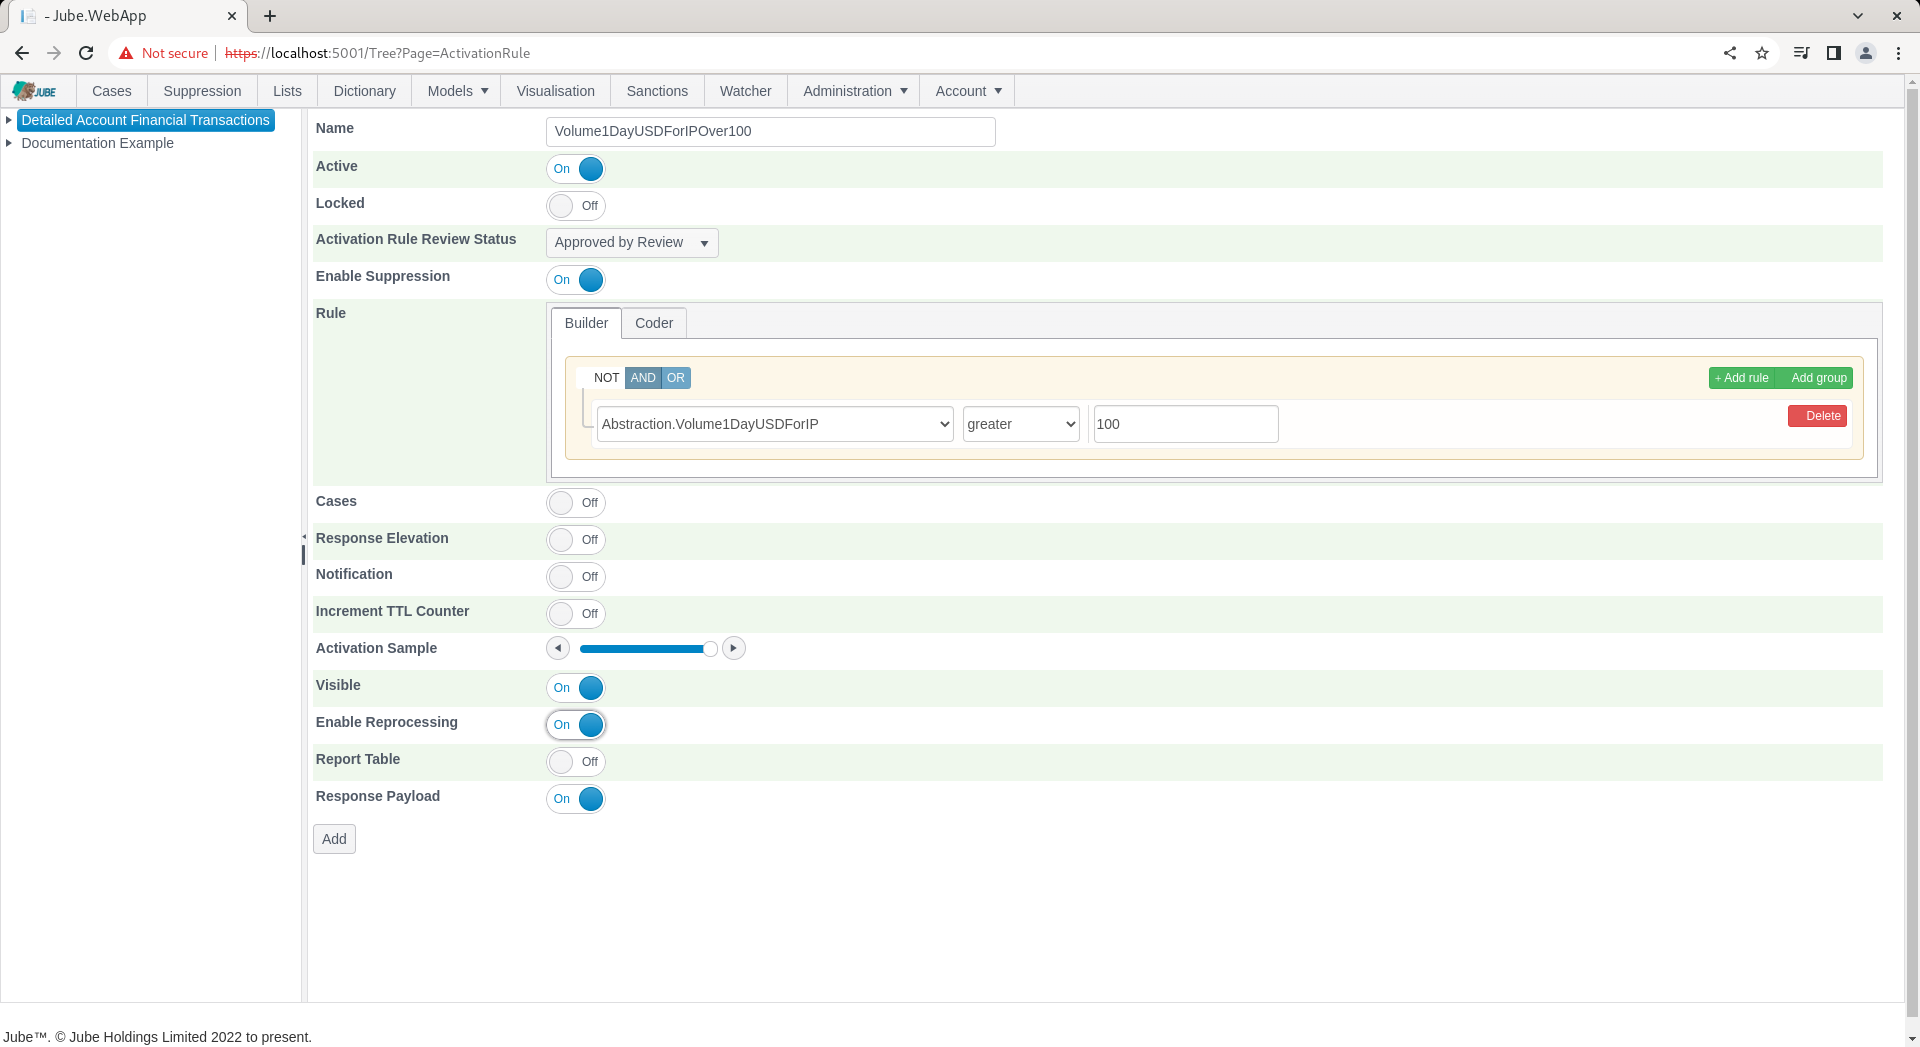 - Jube.WebApp
Not secure https://localhost:5001/Tree?Page=ActivationRule
JUBE Cases Suppression Lists Dictionary Models Visualisation Sanctions Watcher Administration Account
Detailed Account Financial Transactions
Documentation Example
Name Volume1DayUSDForIPOver100
Active On
Locked Off
Activation Rule Review Status Approved by Review
Enable Suppression On
Rule Builder Coder
NOT AND OR + Add rule Add group
Abstraction.Volume1DayUSDForIP greater 100 Delete
Cases Off
Response Elevation Off
Notification Off
Increment TTL Counter Off
Activation Sample
Visible On
Enable Reprocessing On
Report Table Off
Response Payload On
Add
Jube™. © Jube Holdings Limited 2022 to present.